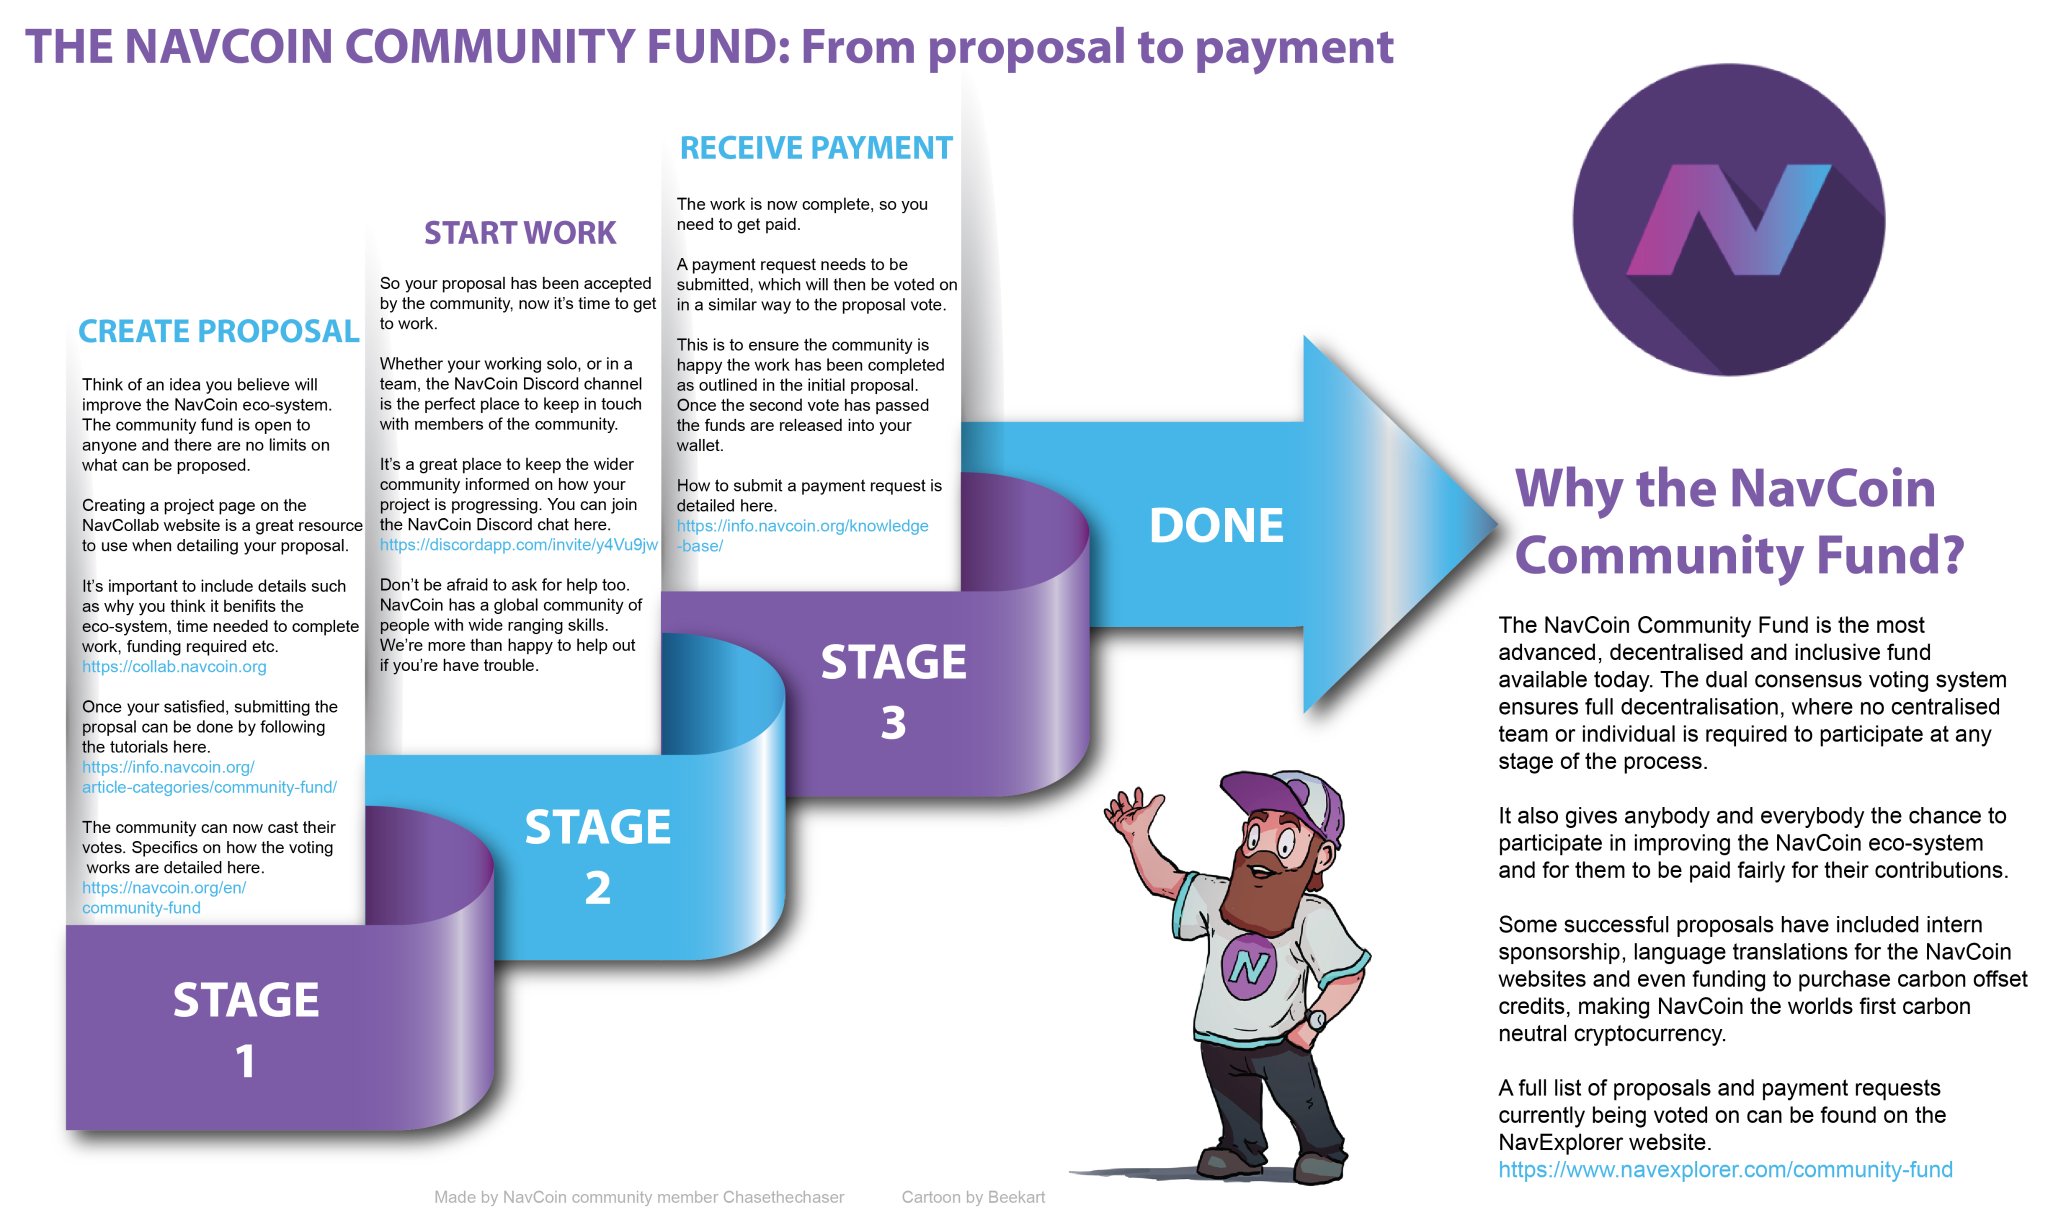 THE NAVCOIN COMMUNITY FUND: From proposal to payment
CREATE PROPOSAL
Think of an idea you believe will
improve the NavCoin eco-system.
The community fund is open to
anyone and there are no limits on
what can be proposed.
Creating a project page on the
NavCollab website is a great resource
to use when detailing your proposal.
It's important to include details such
as why you think it benifits the
eco-system, time needed to complete
work, funding required etc.
https://collab.navcoin.org
Once your satisfied, submitting the
propsal can be done by following
the tutorials here.
https://info.navcoin.org/
article-categories/community-fund/
The community can now cast their
votes. Specifics on how the voting
works are detailed here.
https://navcoin.org/en/
community-fund
STAGE
1
START WORK
So your proposal has been accepted
by the community, now it's time to get
to work.
Whether your working solo, or in a
team, the NavCoin Discord channel
is the perfect place to keep in touch
with members of the community.
It's a great place to keep the wider
community informed on how your
project is progressing. You can join
the NavCoin Discord chat here.
https://discordapp.com/invite/y4Vu9jw
Don't be afraid to ask for help too.
NavCoin has a global community of
people with wide ranging skills.
We're more than happy to help out
if you're have trouble.
STAGE
2
RECEIVE PAYMENT
The work is now complete, so you
need to get paid.
A payment request needs to be
submitted, which will then be voted on
in a similar way to the proposal vote.
This is to ensure the community is
happy the work has been completed
as outlined in the initial proposal.
Once the second vote has passed
the funds are released into your
wallet.
How to submit a payment request is
detailed here.
https://info.navcoin.org/knowledge
-base/
STAGE
3
DONE
N
N
Why the NavCoin
Community Fund?
The NavCoin Community Fund is the most
advanced, decentralised and inclusive fund
available today. The dual consensus voting system
ensures full decentralisation, where no centralised
team or individual is required to participate at any
stage of the process.
It also gives anybody and everybody the chance to
participate in improving the NavCoin eco-system
and for them to be paid fairly for their contributions.
Some successful proposals have included intern
sponsorship, language translations for the NavCoin
websites and even funding to purchase carbon offset
credits, making NavCoin the worlds first carbon
neutral cryptocurrency.
A full list of proposals and payment requests
currently being voted on can be found on the
NavExplorer website.
https://www.navexplorer.com/community-fund
Made by NavCoin community member Chasethechaser
Cartoon by Beekart